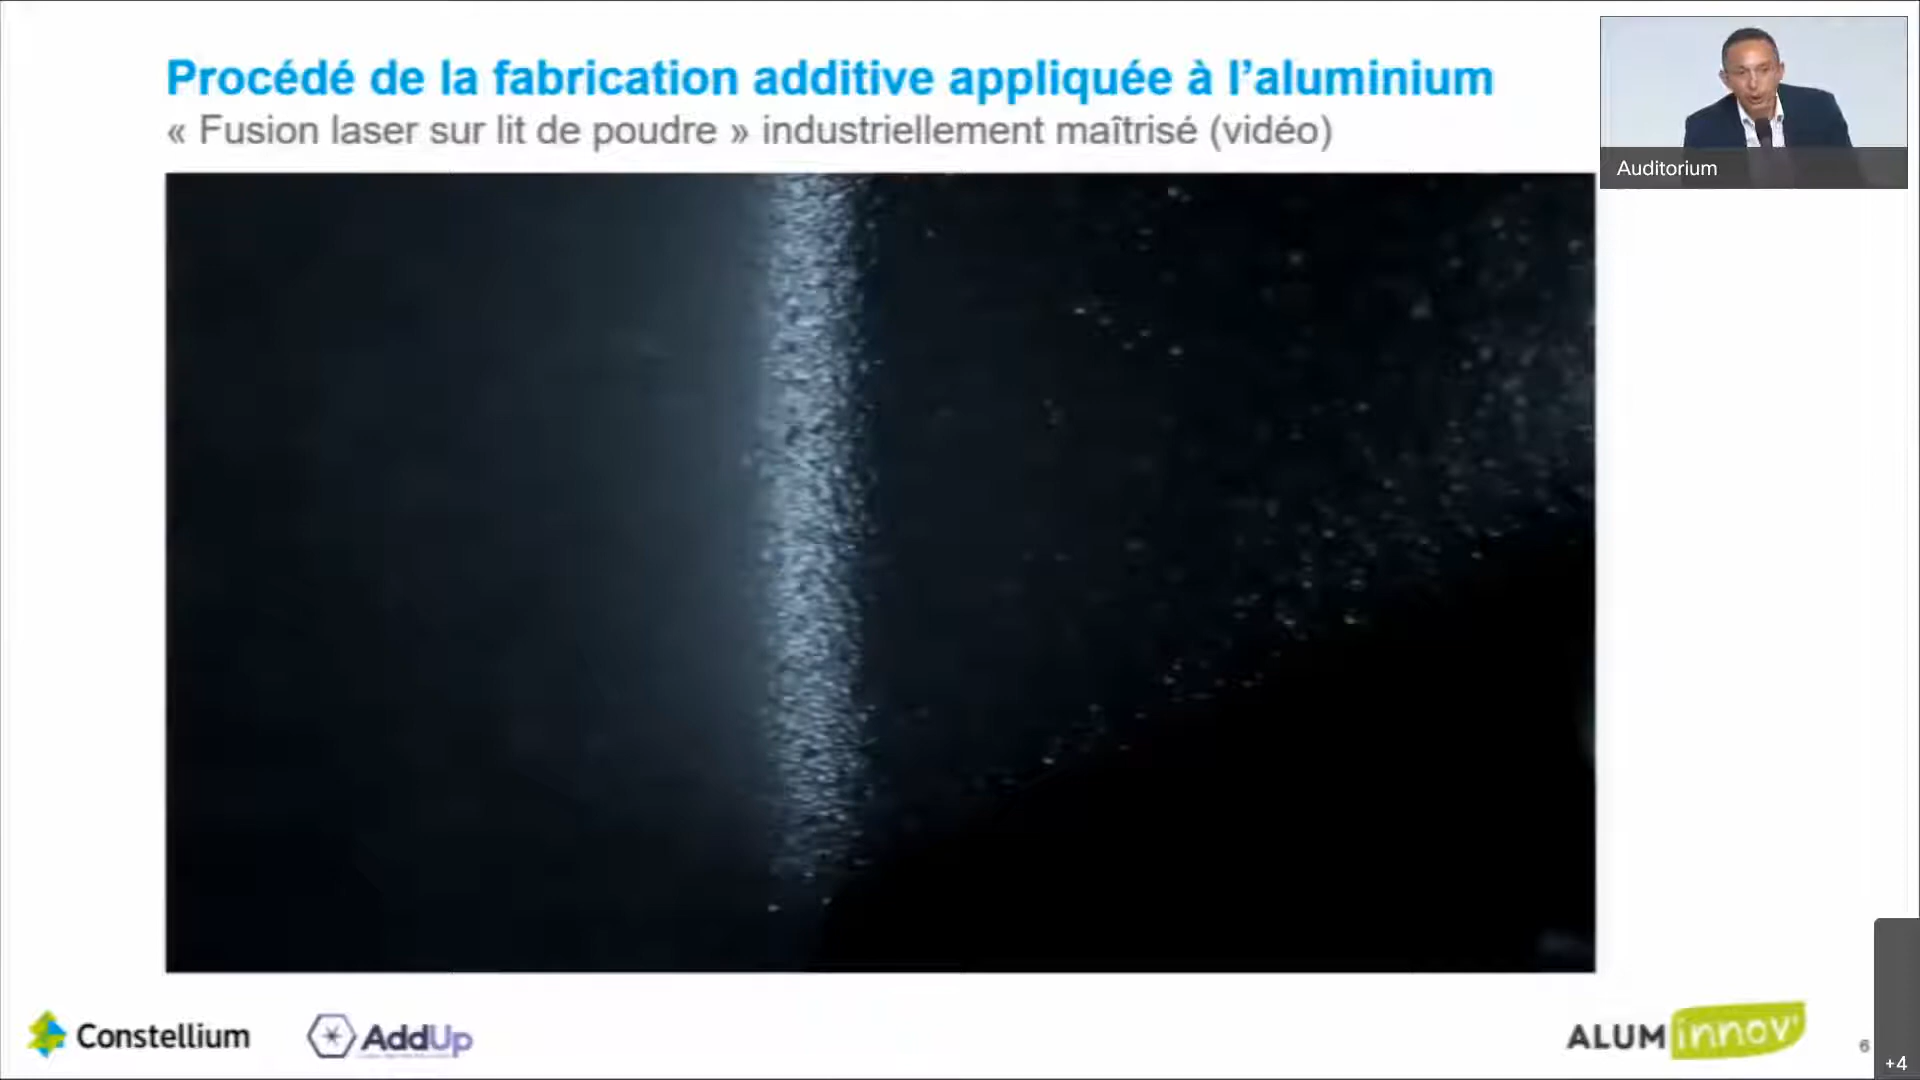 Procédé de la fabrication additive appliquée à l’aluminium
« Fusion laser sur lit de poudre » industriellement maîtrisé (vidéo)
Auditorium
Constellium
AddUp
ALUM innov'
6
+4